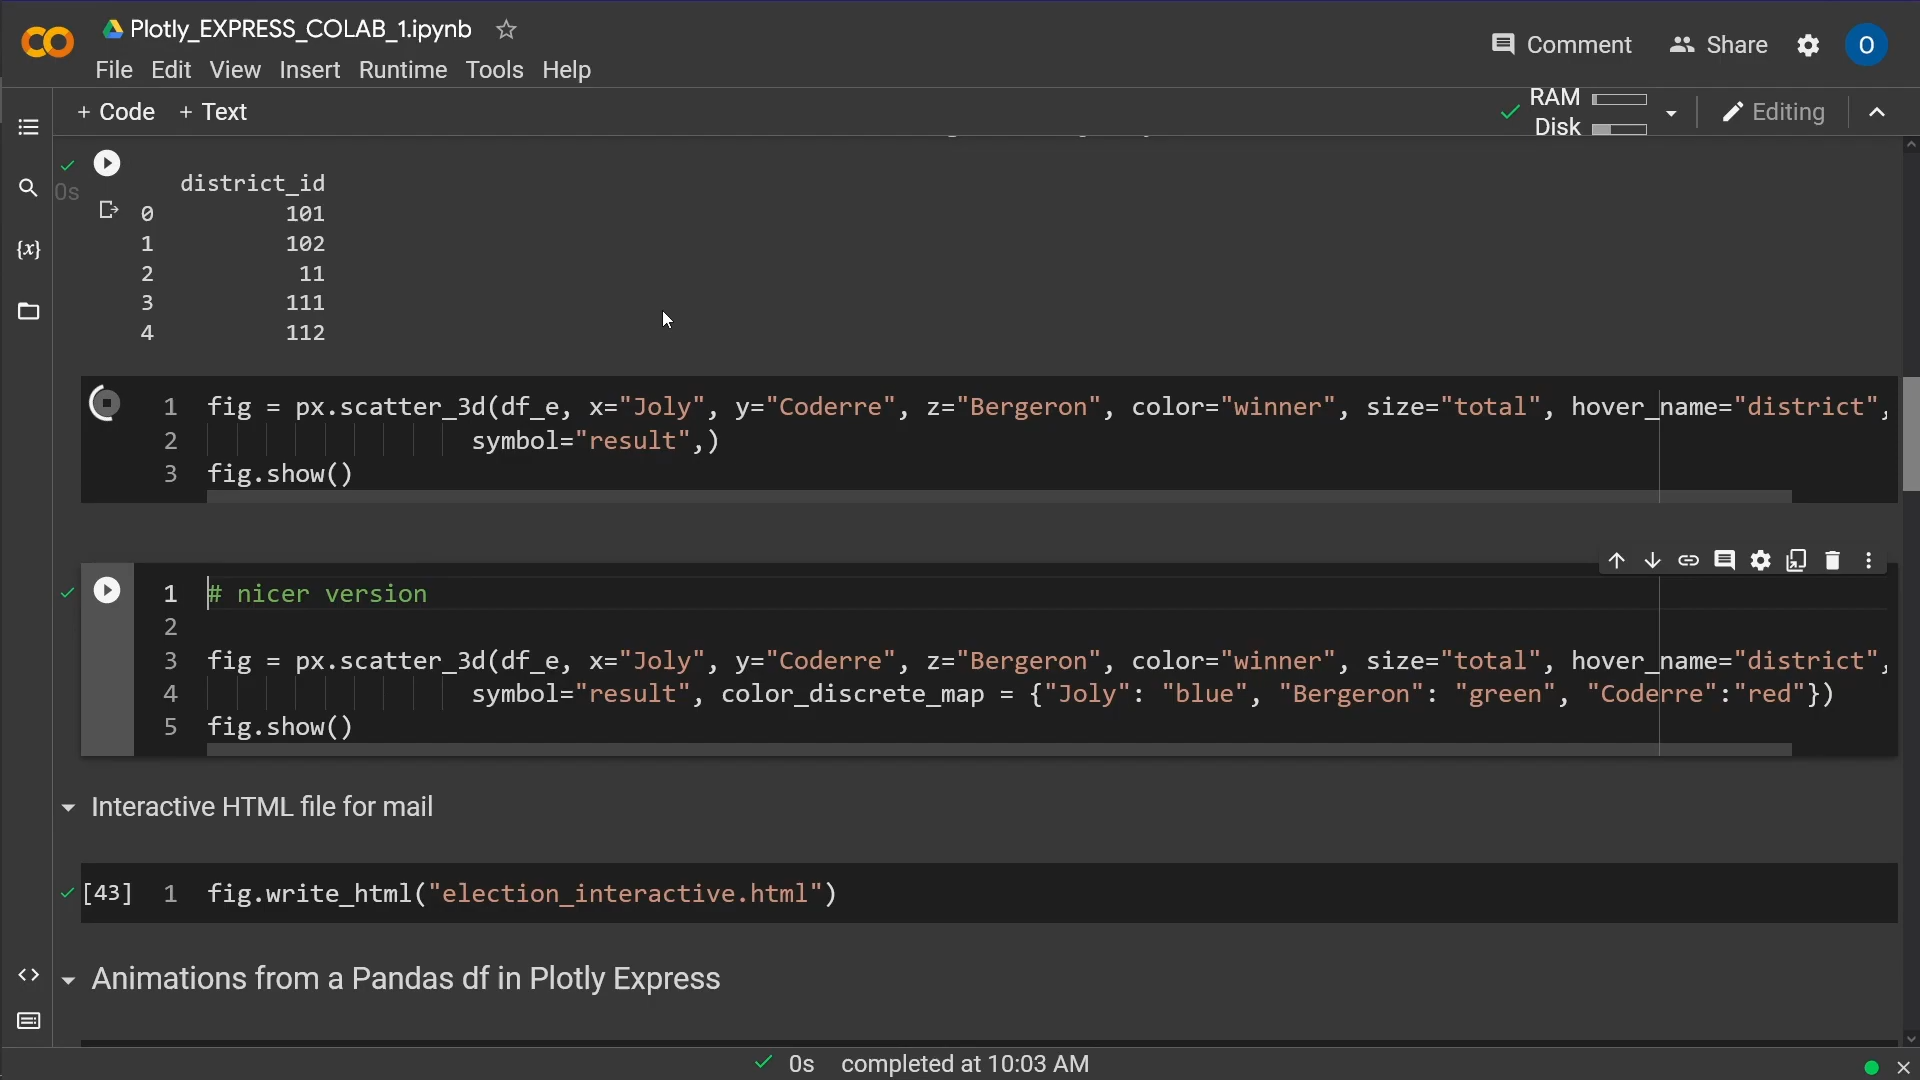 Plotly_EXPRESS_COLAB_1.ipynb
Comment Share O
File Edit View Insert Runtime Tools Help
+ Code + Text
RAM
Disk
Editing
0s
district_id
0 101
1 102
2 11
3 111
4 112
{x}
1 fig = px.scatter_3d(df_e, x="Joly", y="Coderre", z="Bergeron", color="winner", size="total", hover_name="district",
2 symbol="result",)
3 fig.show()
1 # nicer version
2
3 fig = px.scatter_3d(df_e, x="Joly", y="Coderre", z="Bergeron", color="winner", size="total", hover_name="district",
4 symbol="result", color_discrete_map = {"Joly": "blue", "Bergeron": "green", "Coderre":"red"})
5 fig.show()
Interactive HTML file for mail
[43] 1 fig.write_html("election_interactive.html")
Animations from a Pandas df in Plotly Express
0s completed at 10:03 AM